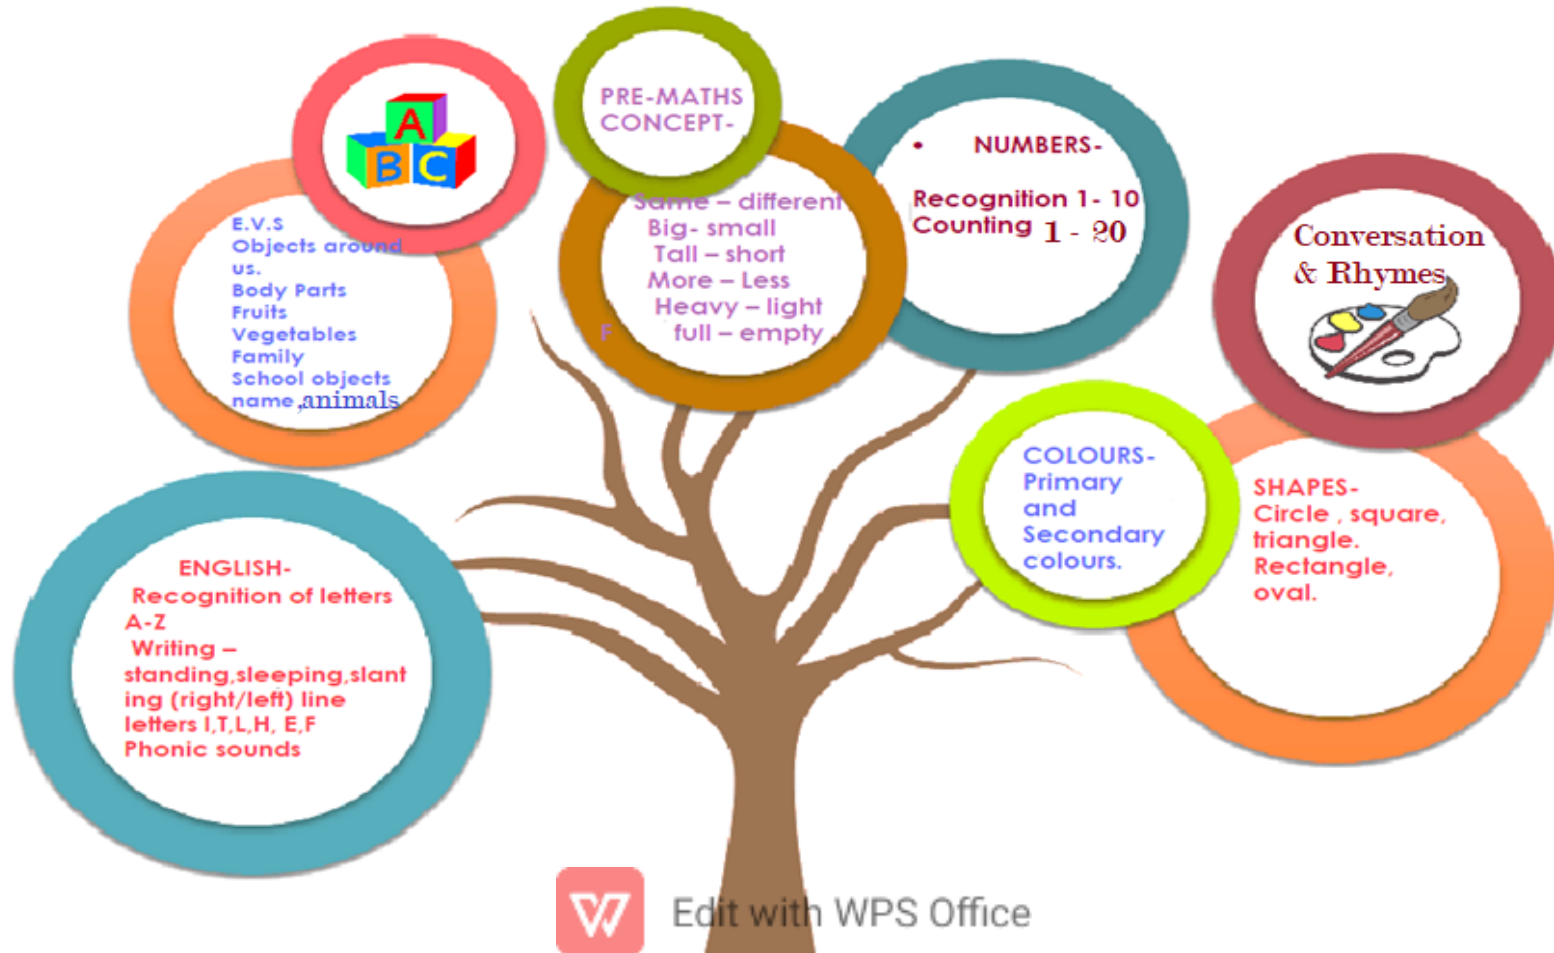 A
B C
E.V.S
Objects around
us.
Body Parts
Fruits
Vegetables
Family
School objects
name,animals
PRE-MATHS
CONCEPT-
Same – different
Big- small
Tall – short
More – Less
Heavy – light
F full – empty
• NUMBERS-
Recognition 1- 10
Counting 1 - 20
Conversation
& Rhymes
COLOURS-
Primary
and
Secondary
colours.
SHAPES-
Circle , square,
triangle.
Rectangle,
oval.
ENGLISH-
Recognition of letters
A-Z
Writing –
standing,sleeping,slant
ing (right/left) line
letters I,T,L,H, E,F
Phonic sounds
W Edit with WPS Office